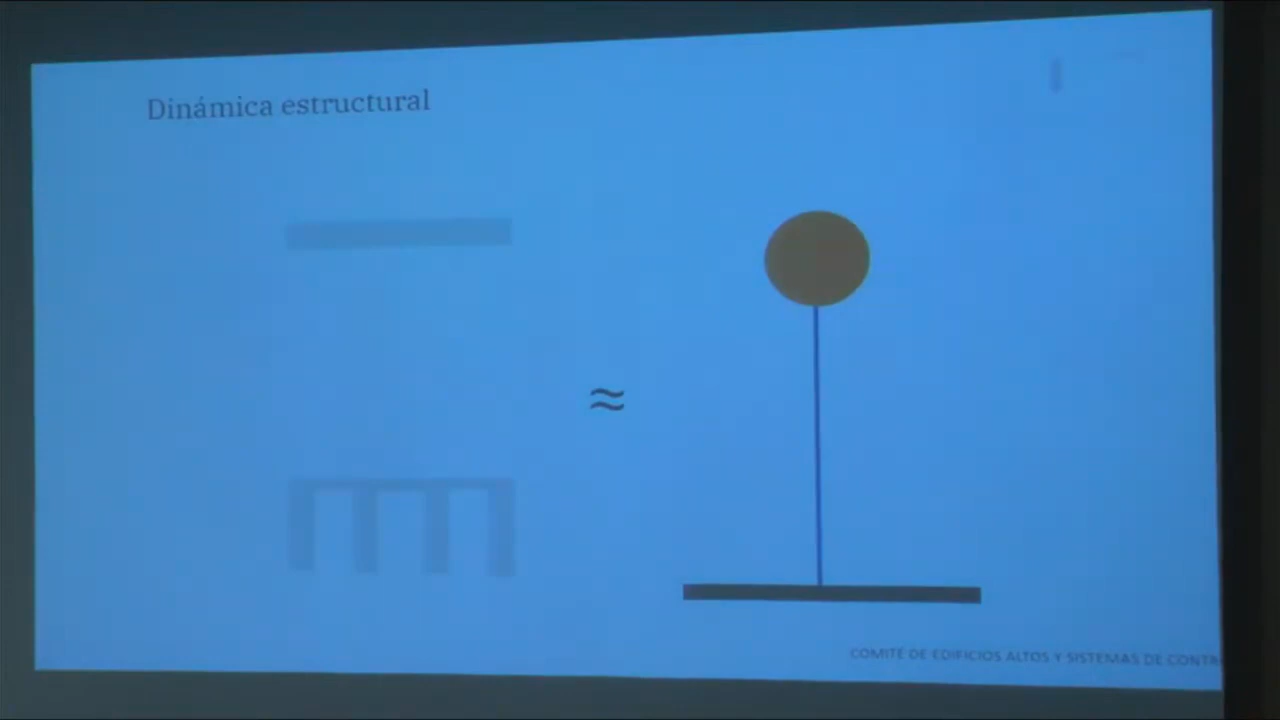 Dinámica estructural
≈
COMITÉ DE EDIFICIOS ALTOS Y SISTEMAS DE CONTR